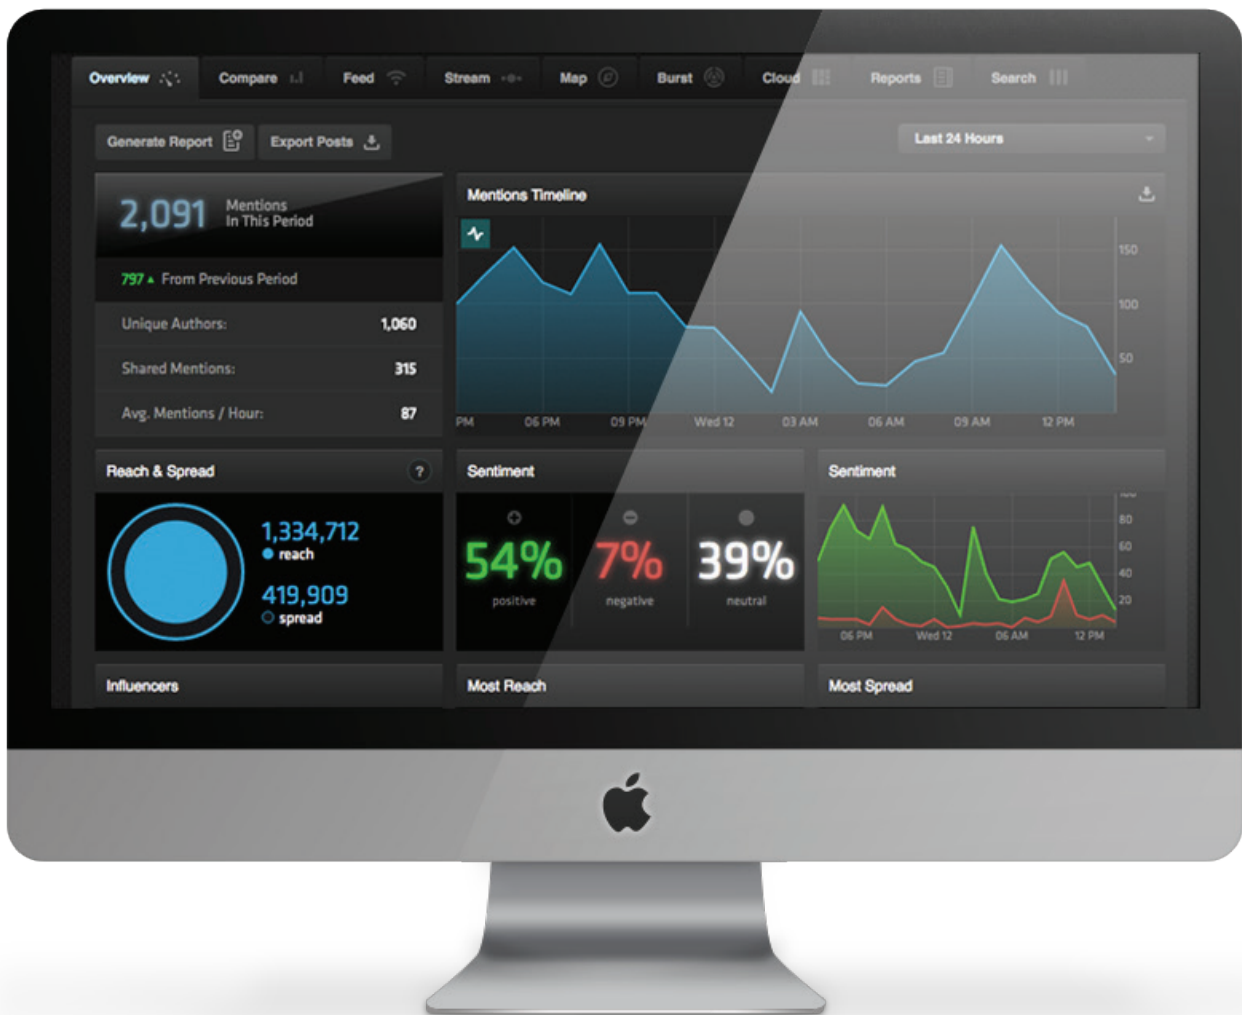 Overview Compare Feed Stream Map Burst Cloud Reports Search
Generate Report Export Posts Last 24 Hours
2,091 Mentions
In This Period
797 ▲ From Previous Period
Unique Authors: 1,060
Shared Mentions: 315
Avg. Mentions / Hour: 87
Mentions Timeline
150
100
50
PM 06 PM 09 PM Wed 12 03 AM 06 AM 09 AM 12 PM
Reach & Spread ?
1,334,712
reach
419,909
spread
Sentiment
54% 7% 39%
positive negative neutral
Sentiment
100
80
60
40
20
06 PM Wed 12 06 AM 12 PM
Influencers Most Reach Most Spread